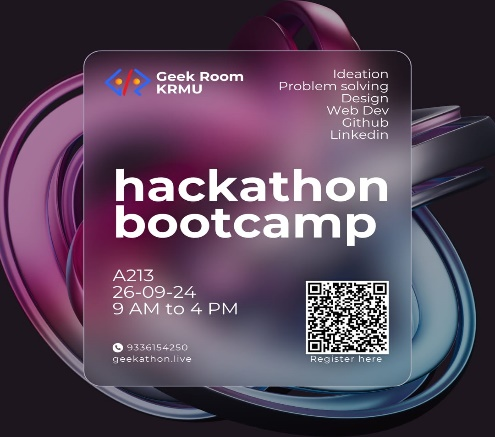 Geek Room
KRMU
Ideation
Problem solving
Design
Web Dev
Github
Linkedin
hackathon
bootcamp
A213
26-09-24
9 AM to 4 PM
9336154250
geekathon.live
Register here